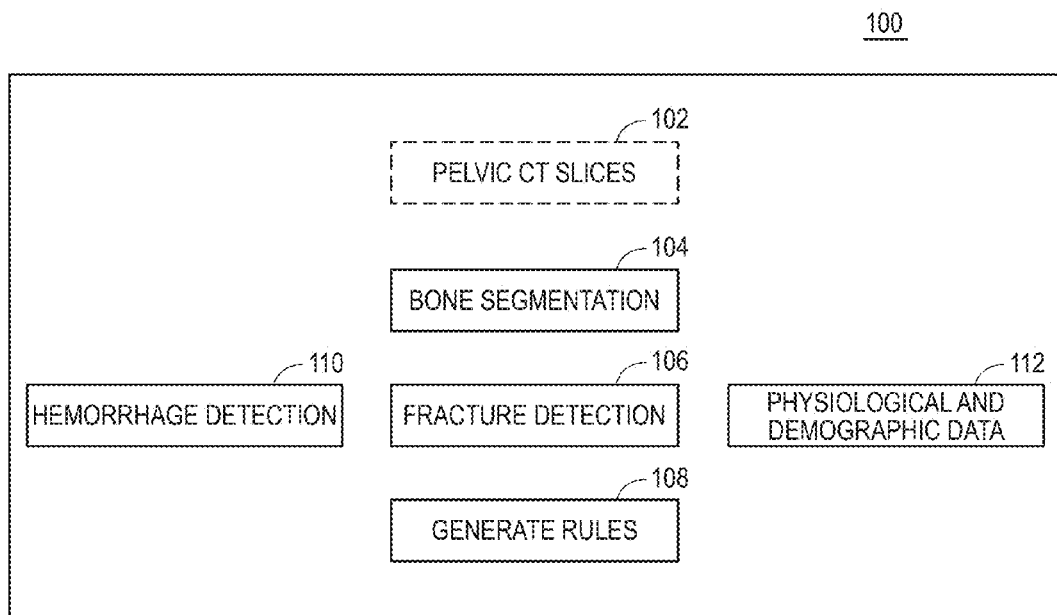 100
102
PELVIC CT SLICES
104
BONE SEGMENTATION
110
106
112
HEMORRHAGE DETECTION
FRACTURE DETECTION
PHYSIOLOGICAL AND
DEMOGRAPHIC DATA
108
GENERATE RULES